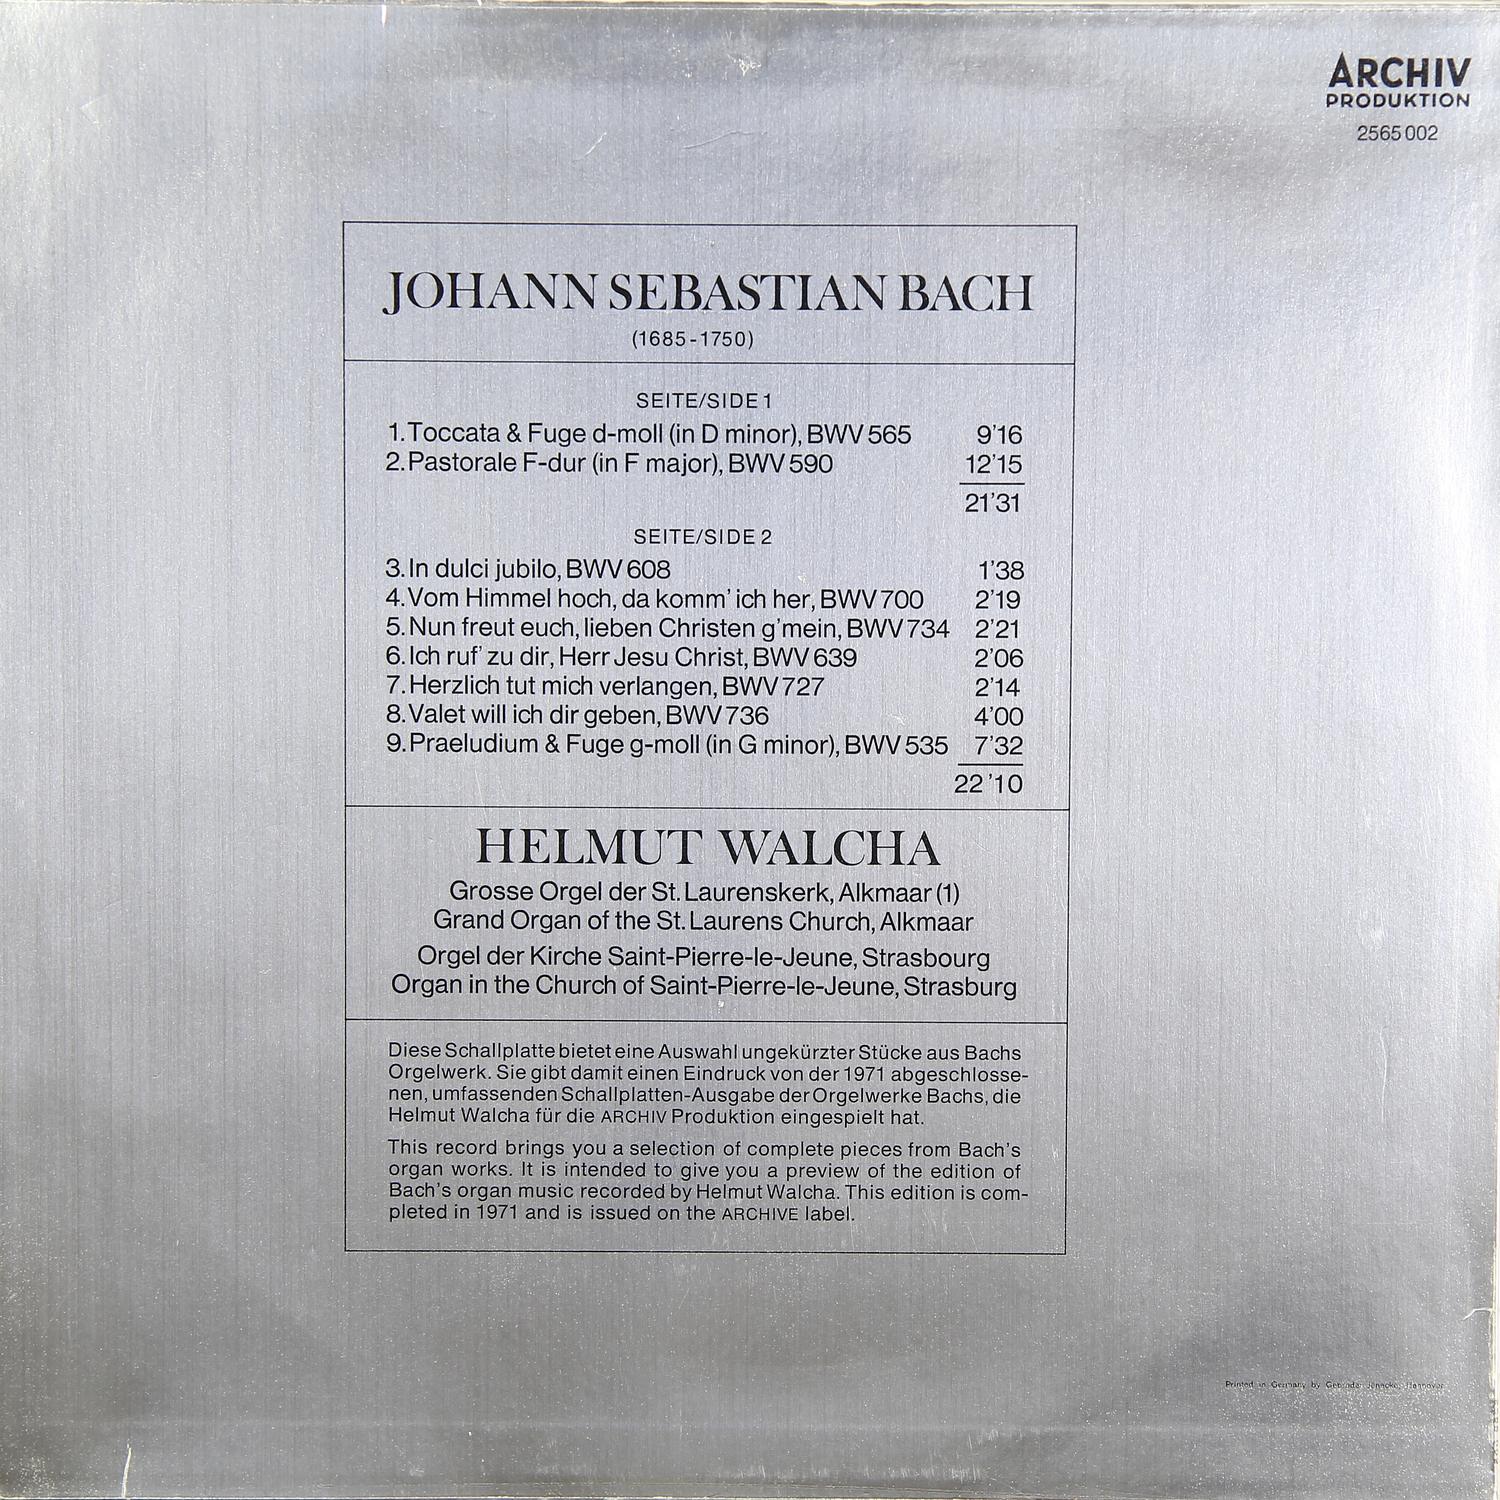 ARCHIV
PRODUKTION
2565 002
JOHANN SEBASTIAN BACH
(1685-1750)
SEITE/SIDE 1
1. Toccata & Fuge d-moll (in D minor), BWV 565 9'16
2. Pastorale F-dur (in F major), BWV 590 12'15
21'31
SEITE/SIDE 2
3. In dulci jubilo, BWV 608 1'38
4. Vom Himmel hoch, da komm' ich her, BWV 700 2'19
5. Nun freut euch, lieben Christen g'mein, BWV 734 2'21
6. Ich ruf' zu dir, Herr Jesu Christ, BWV 639 2'06
7. Herzlich tut mich verlangen, BWV 727 2'14
8. Valet will ich dir geben, BWV 736 4'00
9. Praeludium & Fuge g-moll (in G minor), BWV 535 7'32
22'10
HELMUT WALCHA
Grosse Orgel der St. Laurenskerk, Alkmaar (1)
Grand Organ of the St. Laurens Church, Alkmaar
Orgel der Kirche Saint-Pierre-le-Jeune, Strasbourg
Organ in the Church of Saint-Pierre-le-Jeune, Strasburg
Diese Schallplatte bietet eine Auswahl ungekürzter Stücke aus Bachs
Orgelwerk. Sie gibt damit einen Eindruck von der 1971 abgeschlosse-
nen, umfassenden Schallplatten-Ausgabe der Orgelwerke Bachs, die
Helmut Walcha für die ARCHIV Produktion eingespielt hat.
This record brings you a selection of complete pieces from Bach's
organ works. It is intended to give you a preview of the edition of
Bach's organ music recorded by Helmut Walcha. This edition is com-
pleted in 1971 and is issued on the ARCHIVE label.
Printed in Germany by Gebrüder Jänecke, Hannover